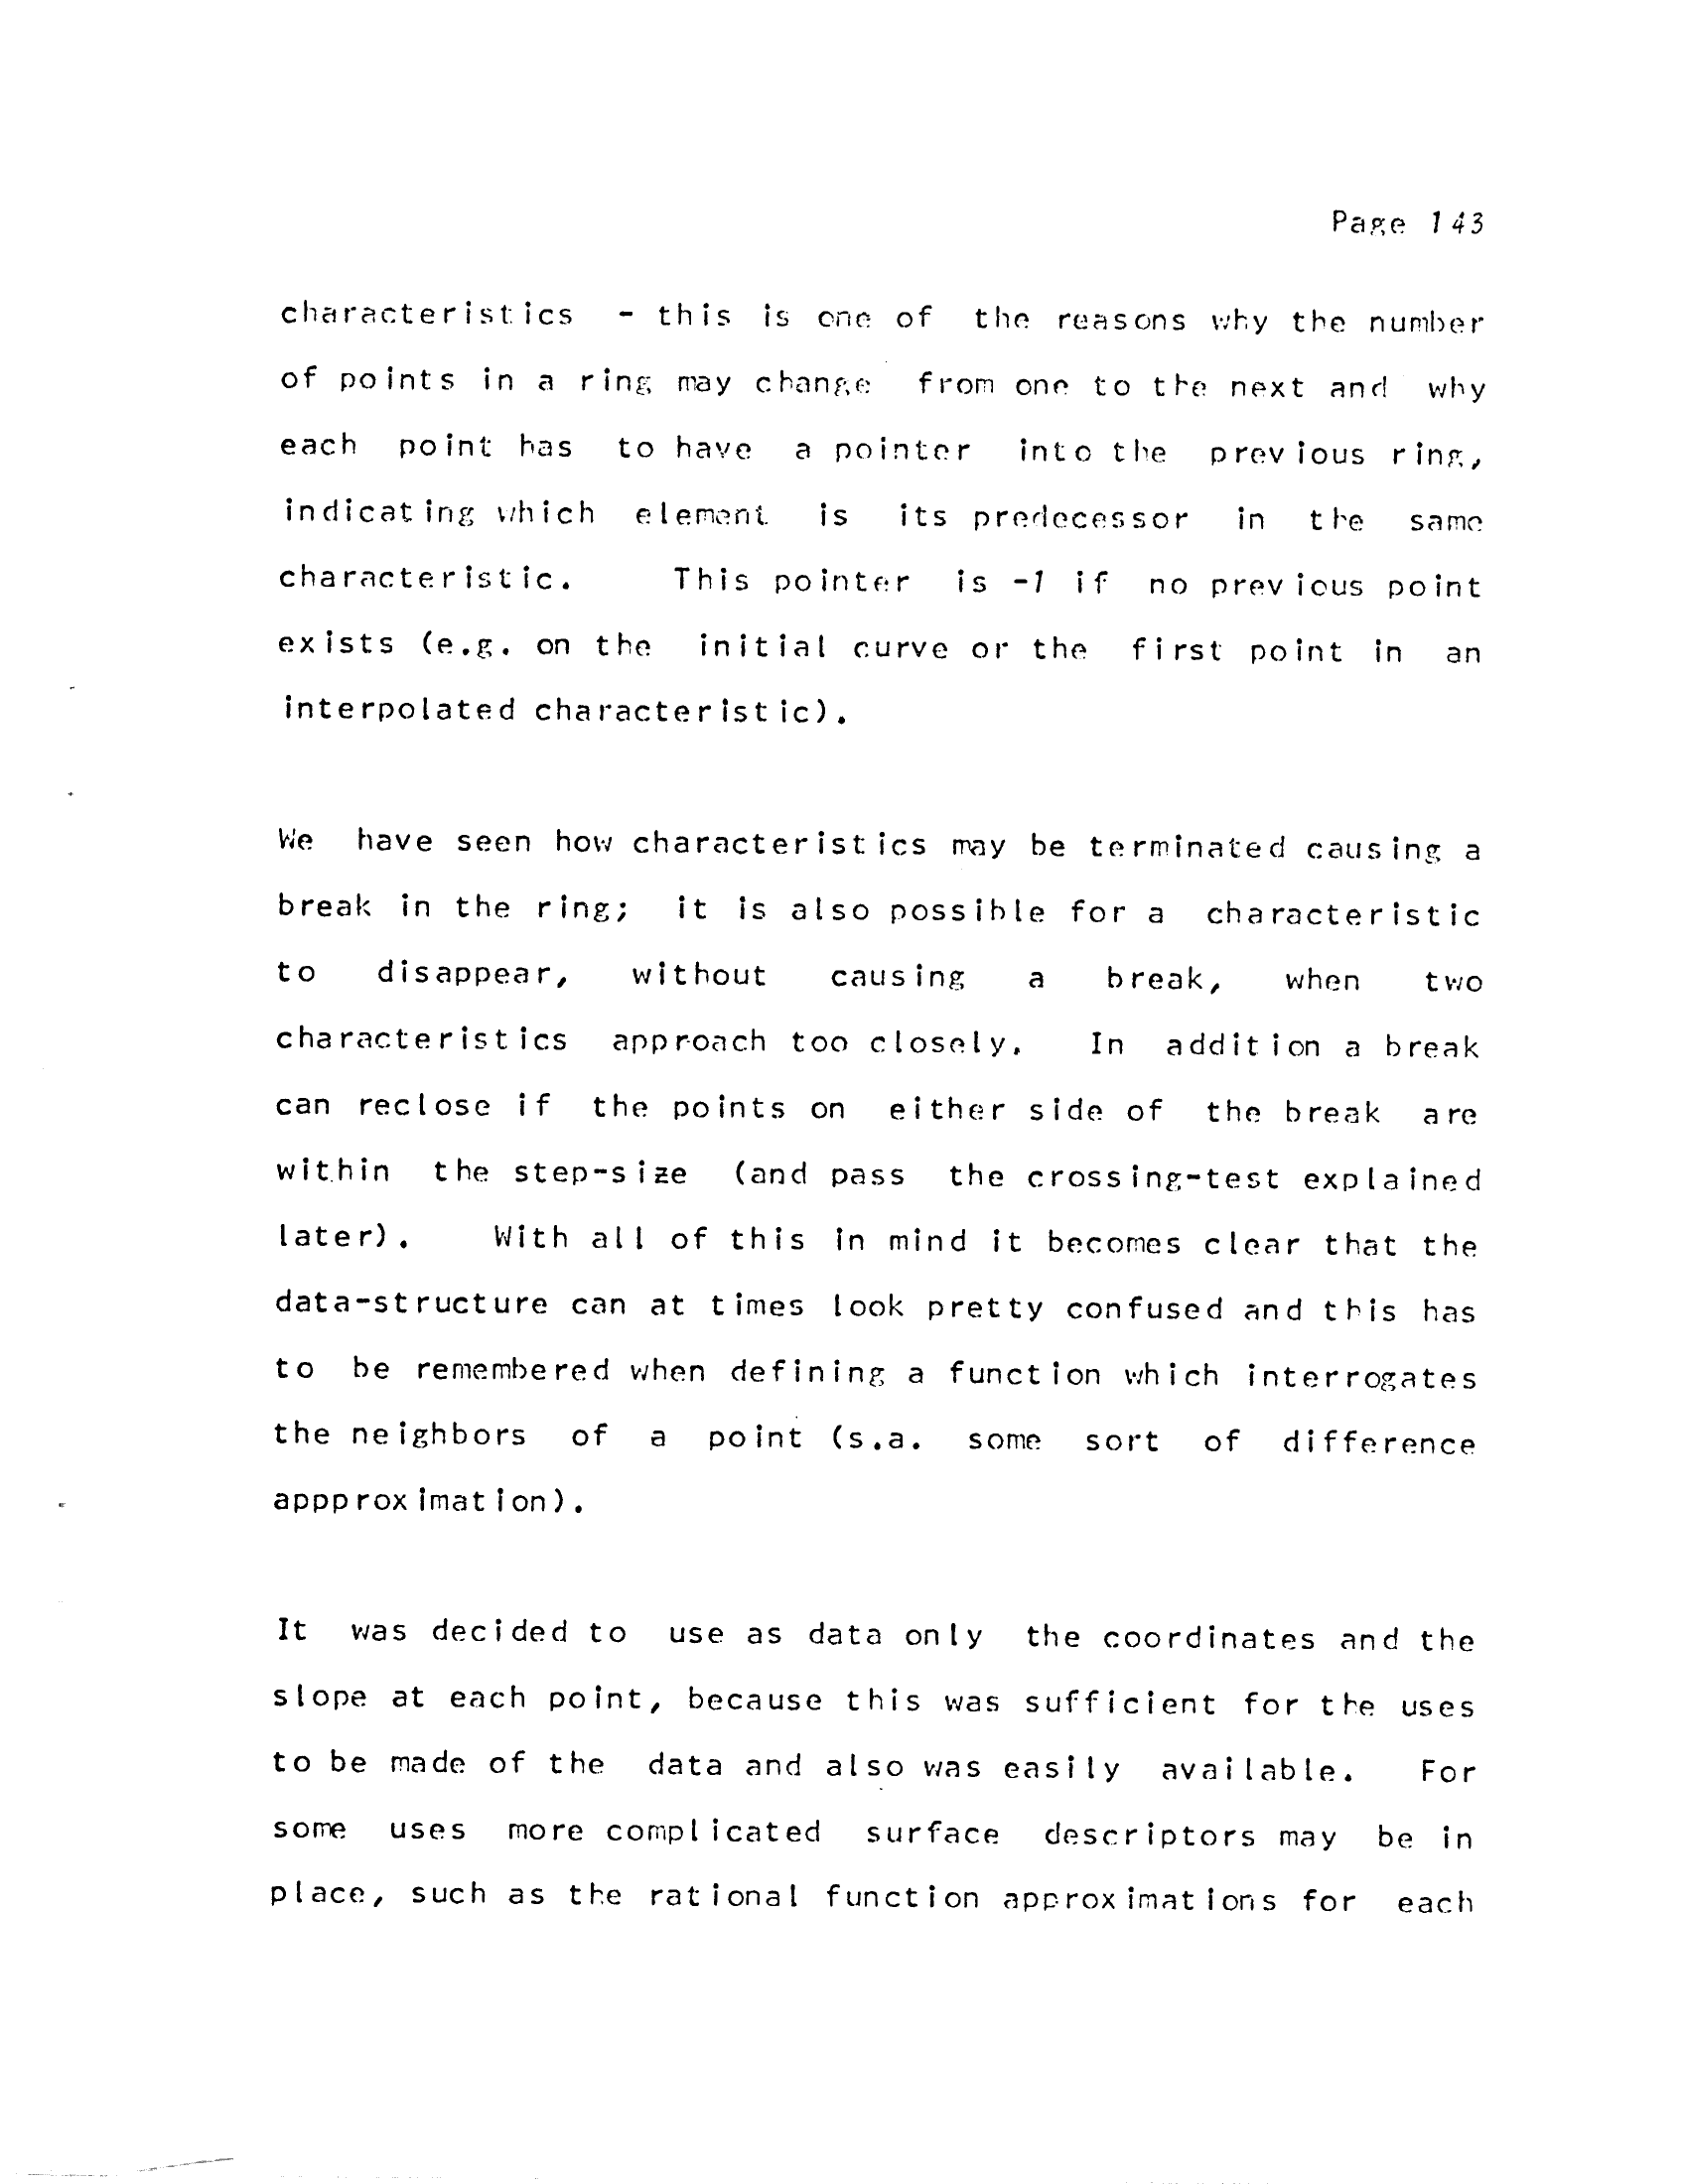 Page 143
characteristics - this is one of the reasons why the number
of points in a ring may change from one to the next and why
each point has to have a pointer into the previous ring,
indicating which element is its predecessor in the same
characteristic. This pointer is -1 if no previous point
exists (e.g. on the initial curve or the first point in an
interpolated characteristic).
We have seen how characteristics may be terminated causing a
break in the ring; it is also possible for a characteristic
to disappear, without causing a break, when two
characteristics approach too closely. In addition a break
can reclose if the points on either side of the break are
within the step-size (and pass the crossing-test explained
later). With all of this in mind it becomes clear that the
data-structure can at times look pretty confused and this has
to be remembered when defining a function which interrogates
the neighbors of a point (s.a. some sort of difference
appproximation).
It was decided to use as data only the coordinates and the
slope at each point, because this was sufficient for the uses
to be made of the data and also was easily available. For
some uses more complicated surface descriptors may be in
place, such as the rational function approximations for each